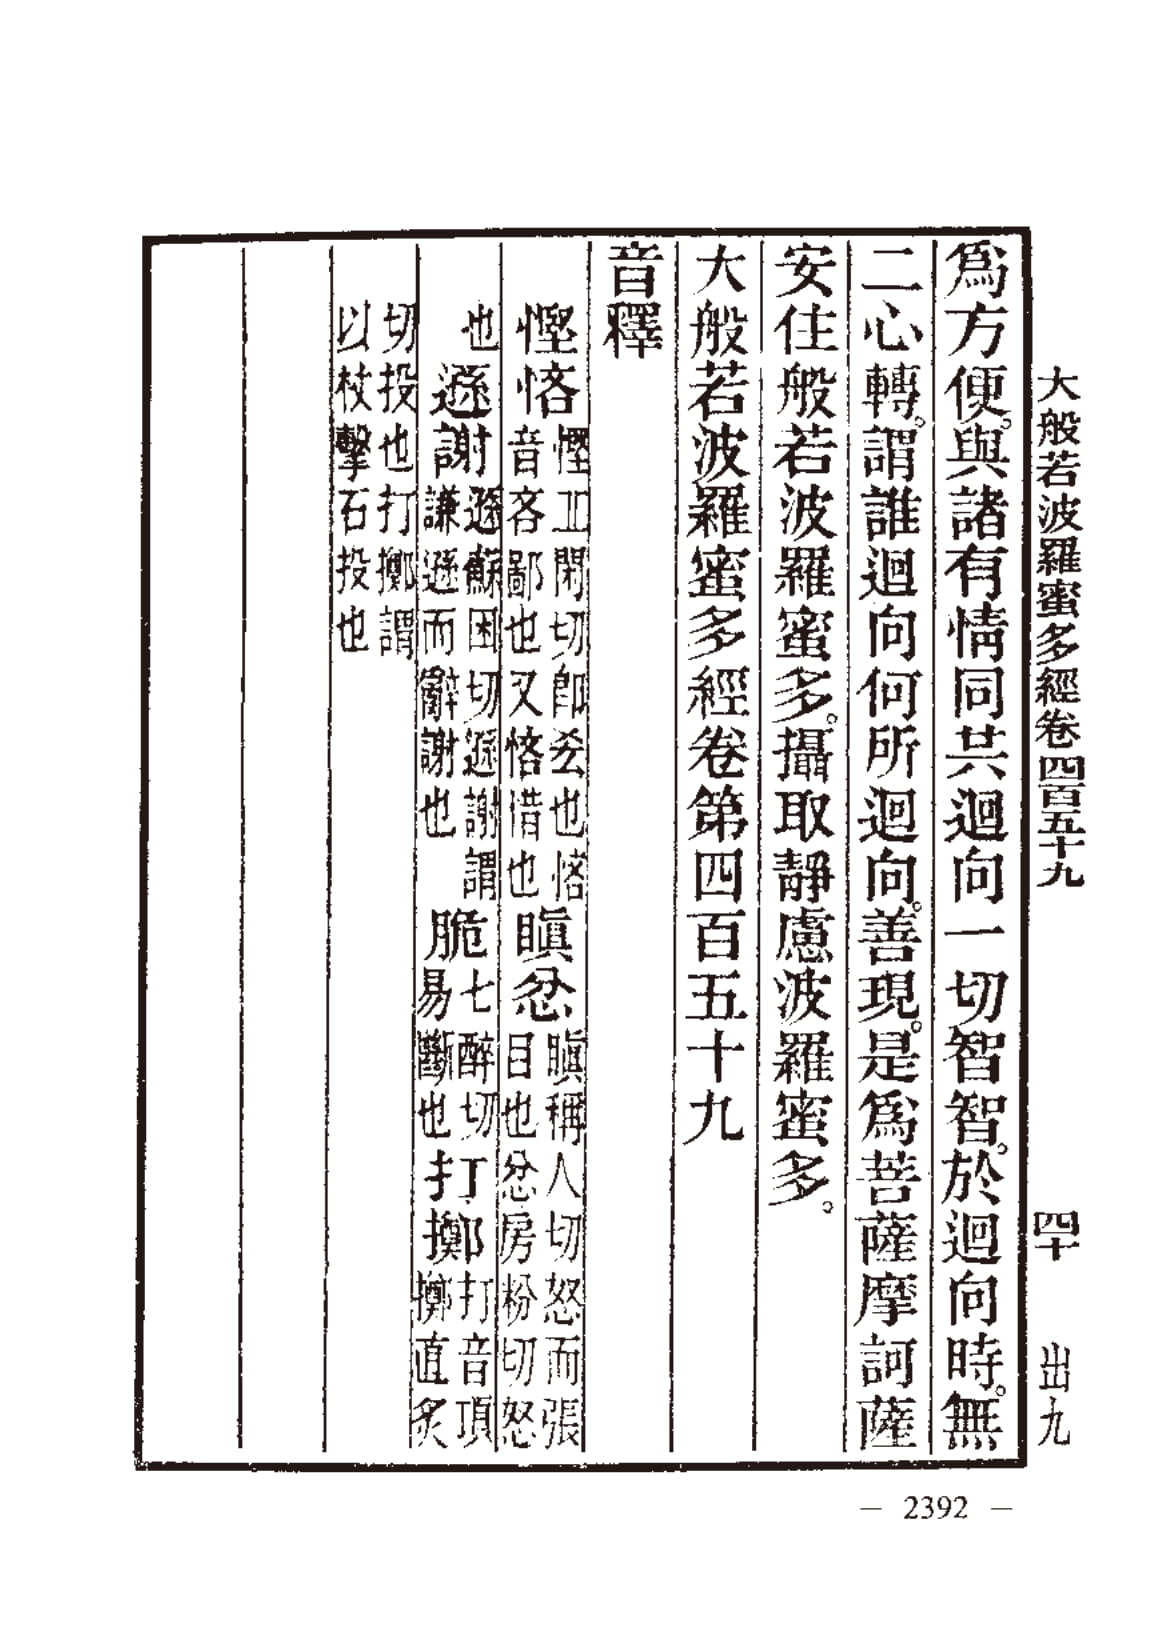 大般若波羅蜜多經卷四百五十九　四十　出九
爲方便。與諸有情同共迴向一切智智。於迴向時。無
二心轉。謂誰迴向何所迴向。善現。是爲菩薩摩訶薩
安住般若波羅蜜多。攝取靜慮波羅蜜多。
大般若波羅蜜多經卷第四百五十九
音釋
慳悋慳丘閑切卽也悋音吝鄙也又悋惜也瞋忿瞋稱人切怒而張目也忿房粉切怒
也遜謝遜蘇困切遜謝謂謙遜而辭謝也脆七醉切易斷也打擲打音頂擲直炙
切投也打擲謂以杖擊石投也
— 2392 —